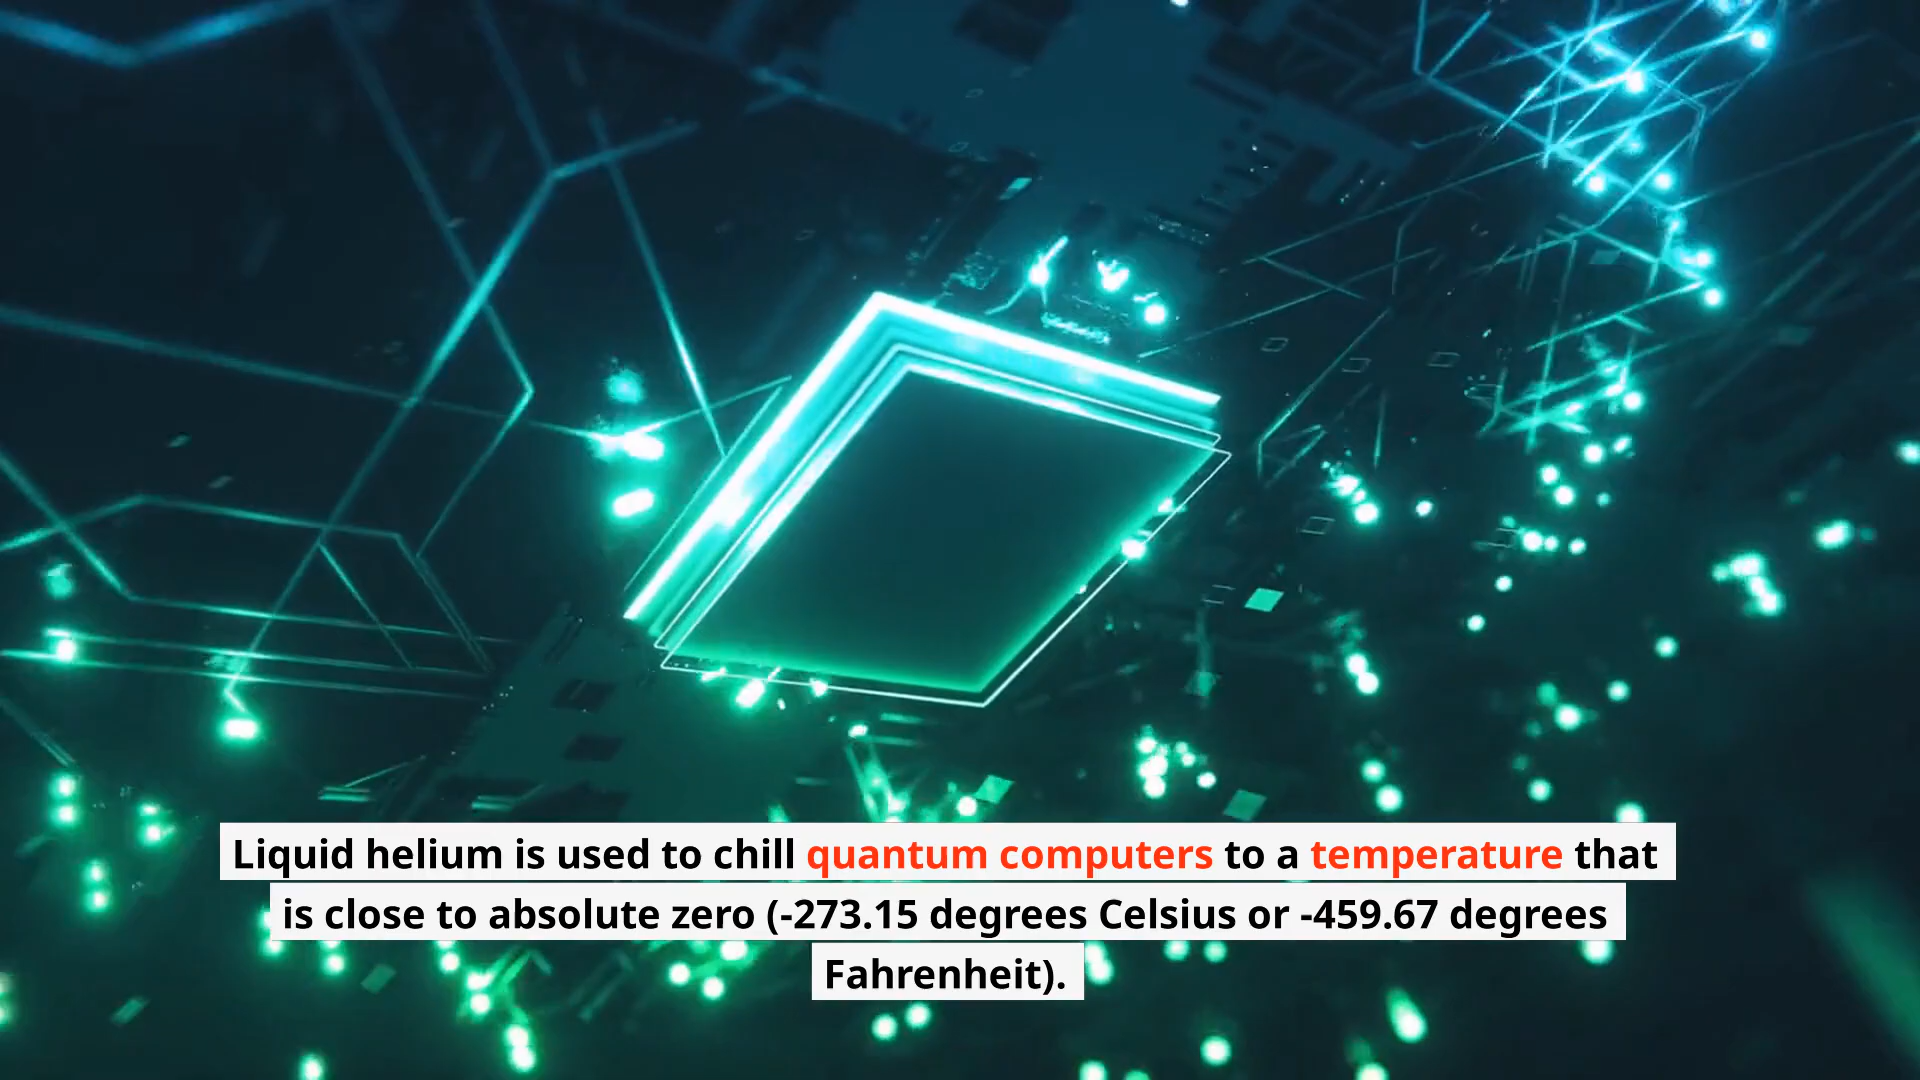 Liquid helium is used to chill quantum computers to a temperature that
is close to absolute zero (-273.15 degrees Celsius or -459.67 degrees
Fahrenheit).